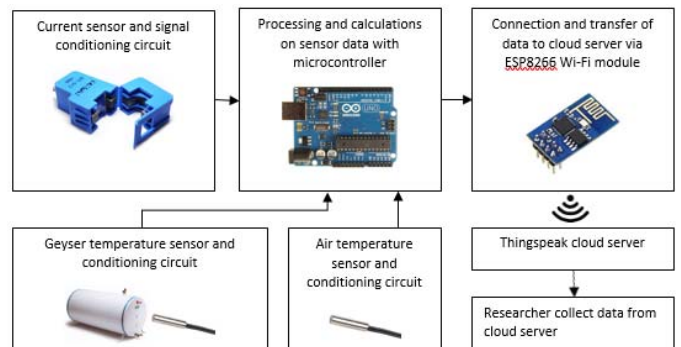 Current sensor and signal
conditioning circuit
Processing and calculations
on sensor data with
microcontroller
UNO
Connection and transfer of
data to cloud server via
ESP8266 Wi-Fi module
Geyser temperature sensor and
conditioning circuit
Air temperature
sensor and
conditioning circuit
Thingspeak cloud server
Researcher collect data from
cloud server